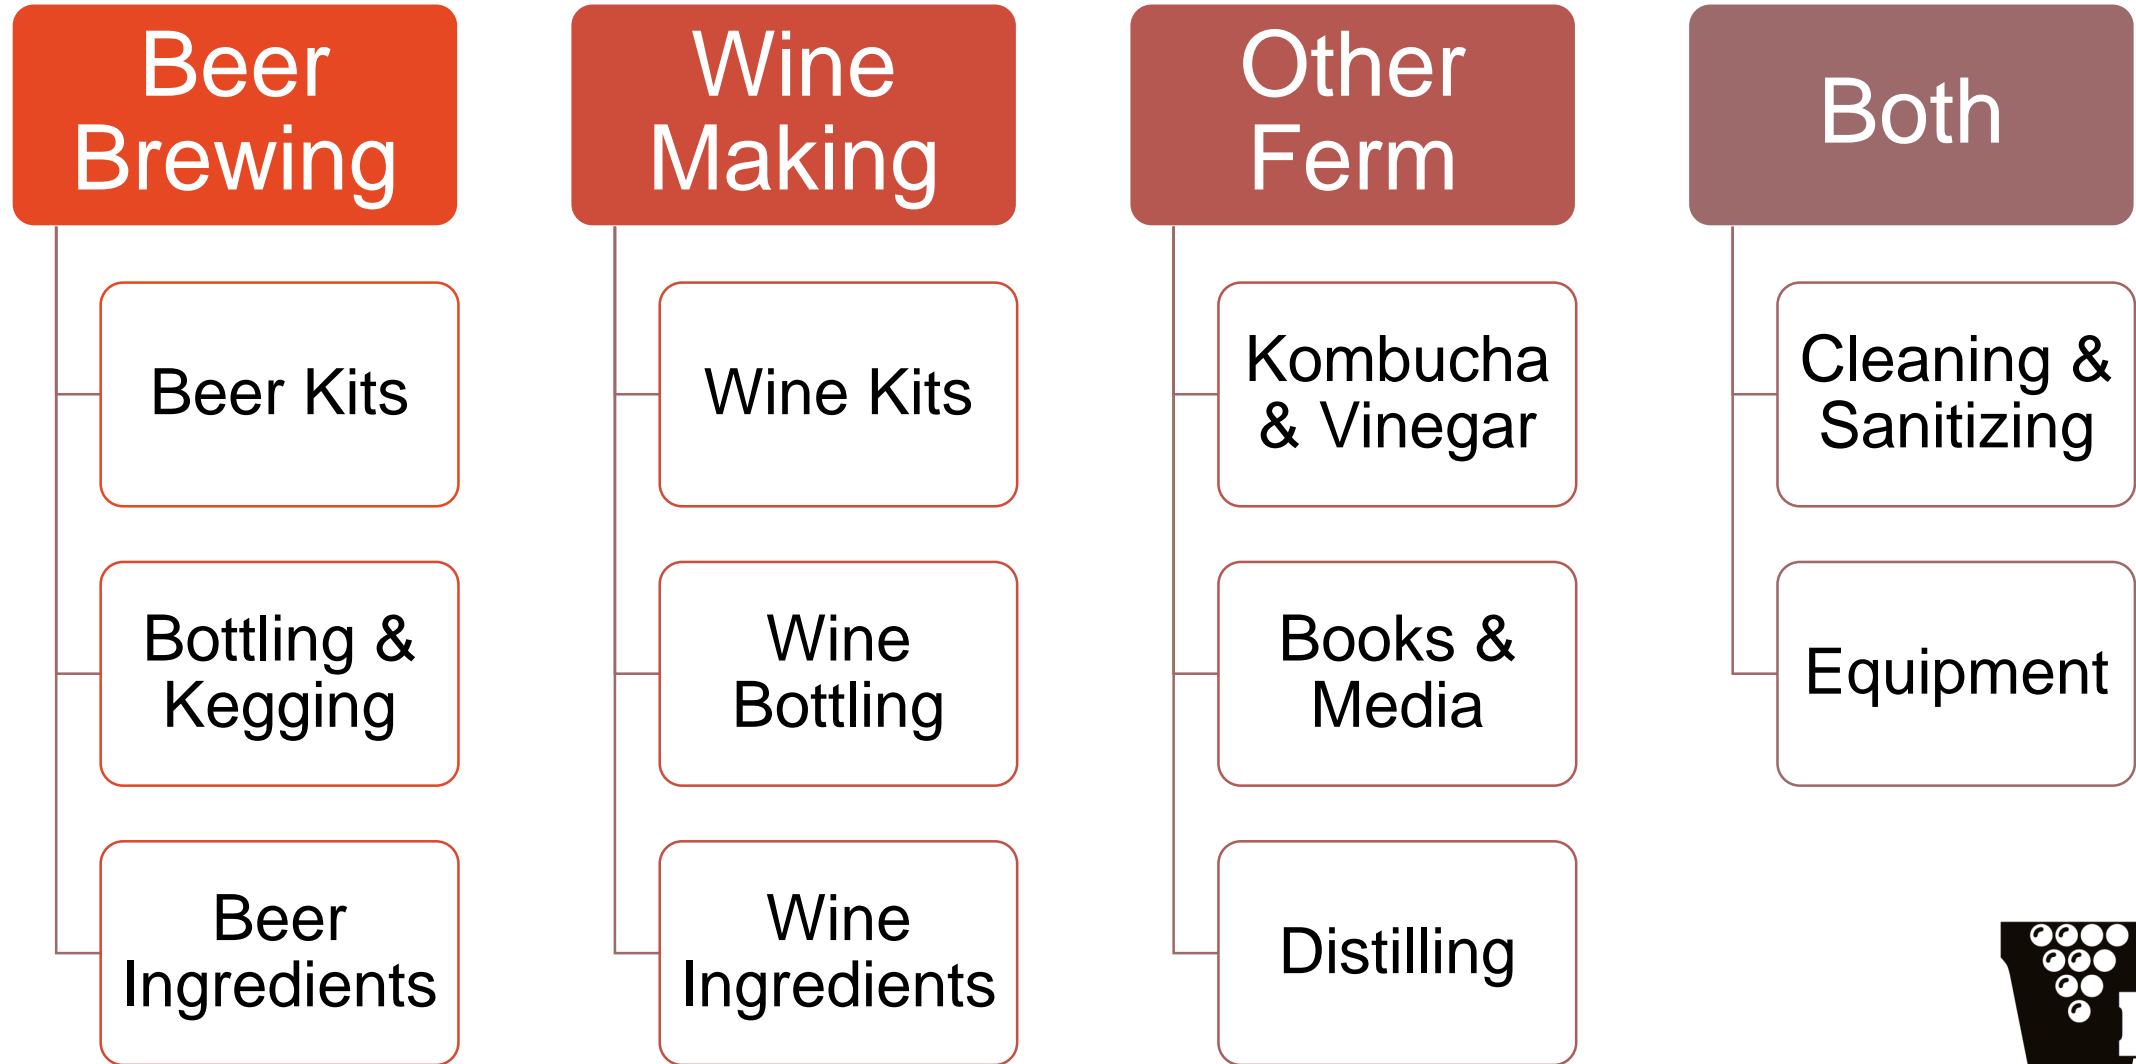 Beer
Brewing
Beer Kits
Bottling &
Kegging
Beer
Ingredients
Wine
Making
Wine Kits
Wine
Bottling
Wine
Ingredients
Other
Ferm
Kombucha
& Vinegar
Books &
Media
Distilling
Both
Cleaning &
Sanitizing
Equipment